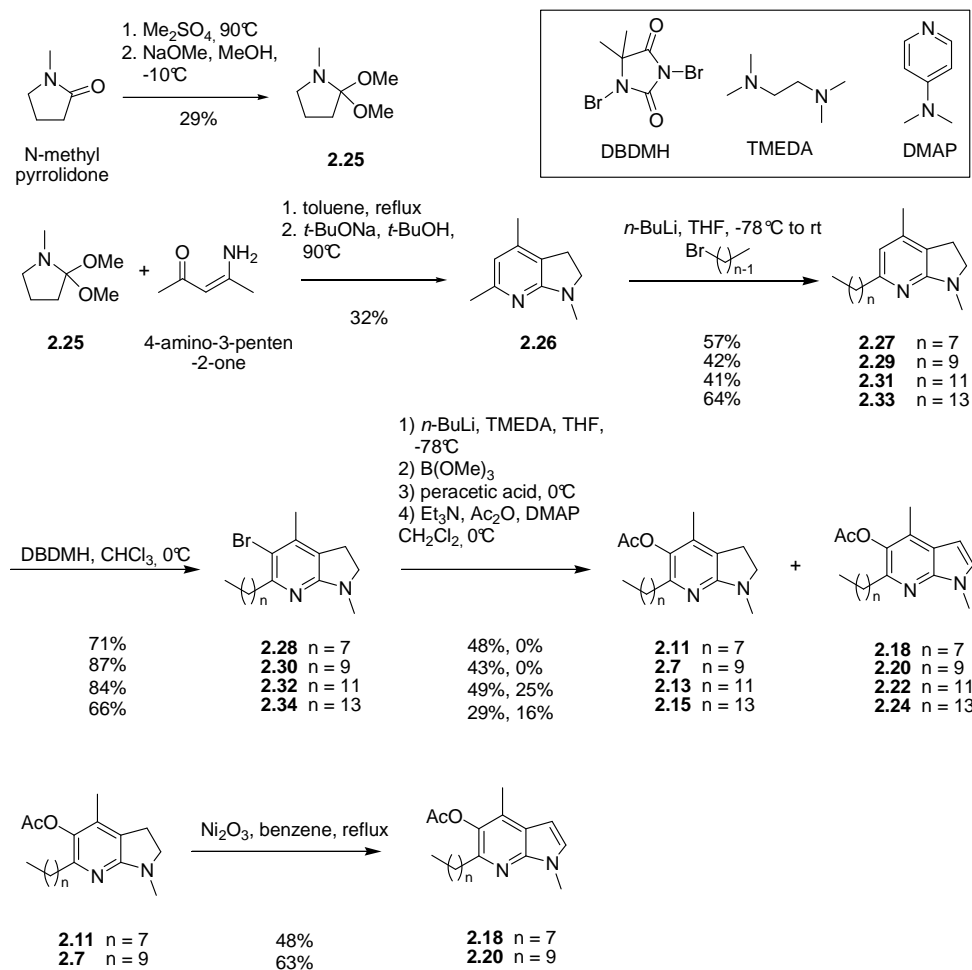 1. Me2SO4, 90°C
2. NaOMe, MeOH,
-10°C
29%
N
O
N-methyl
pyrrolidone
N
OMe
OMe
2.25
O
N
Br
N
Br
O
DBDMH
N
N
TMEDA
N
N
DMAP
N
OMe
OMe
2.25
+
O
NH2
4-amino-3-penten
-2-one
1. toluene, reflux
2. t-BuONa, t-BuOH,
90°C
32%
N
N
2.26
n-BuLi, THF, -78°C to rt
Br
( )n-1
57%
42%
41%
64%
( )n
N
N
2.27 n = 7
2.29 n = 9
2.31 n = 11
2.33 n = 13
DBDMH, CHCl3, 0°C
71%
87%
84%
66%
Br
( )n
N
N
2.28 n = 7
2.30 n = 9
2.32 n = 11
2.34 n = 13
1) n-BuLi, TMEDA, THF,
-78°C
2) B(OMe)3
3) peracetic acid, 0°C
4) Et3N, Ac2O, DMAP
CH2Cl2, 0°C
48%, 0%
43%, 0%
49%, 25%
29%, 16%
AcO
( )n
N
N
2.11 n = 7
2.7 n = 9
2.13 n = 11
2.15 n = 13
+
AcO
( )n
N
N
2.18 n = 7
2.20 n = 9
2.22 n = 11
2.24 n = 13
AcO
( )n
N
N
2.11 n = 7
2.7 n = 9
Ni2O3, benzene, reflux
48%
63%
AcO
( )n
N
N
2.18 n = 7
2.20 n = 9